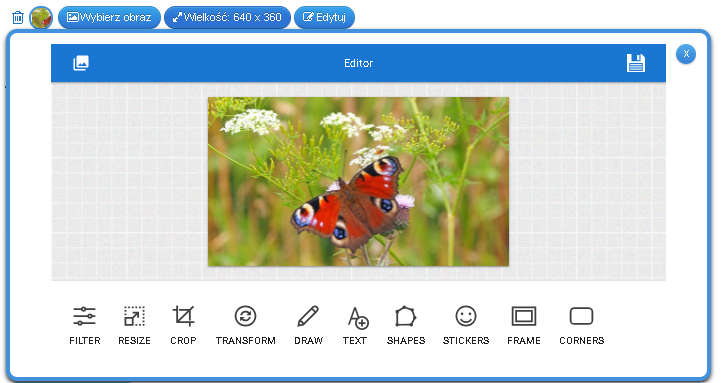 Wybierz obraz Wielkość: 640 x 360 Edytuj
Editor
X
FILTER RESIZE CROP TRANSFORM DRAW TEXT SHAPES STICKERS FRAME CORNERS